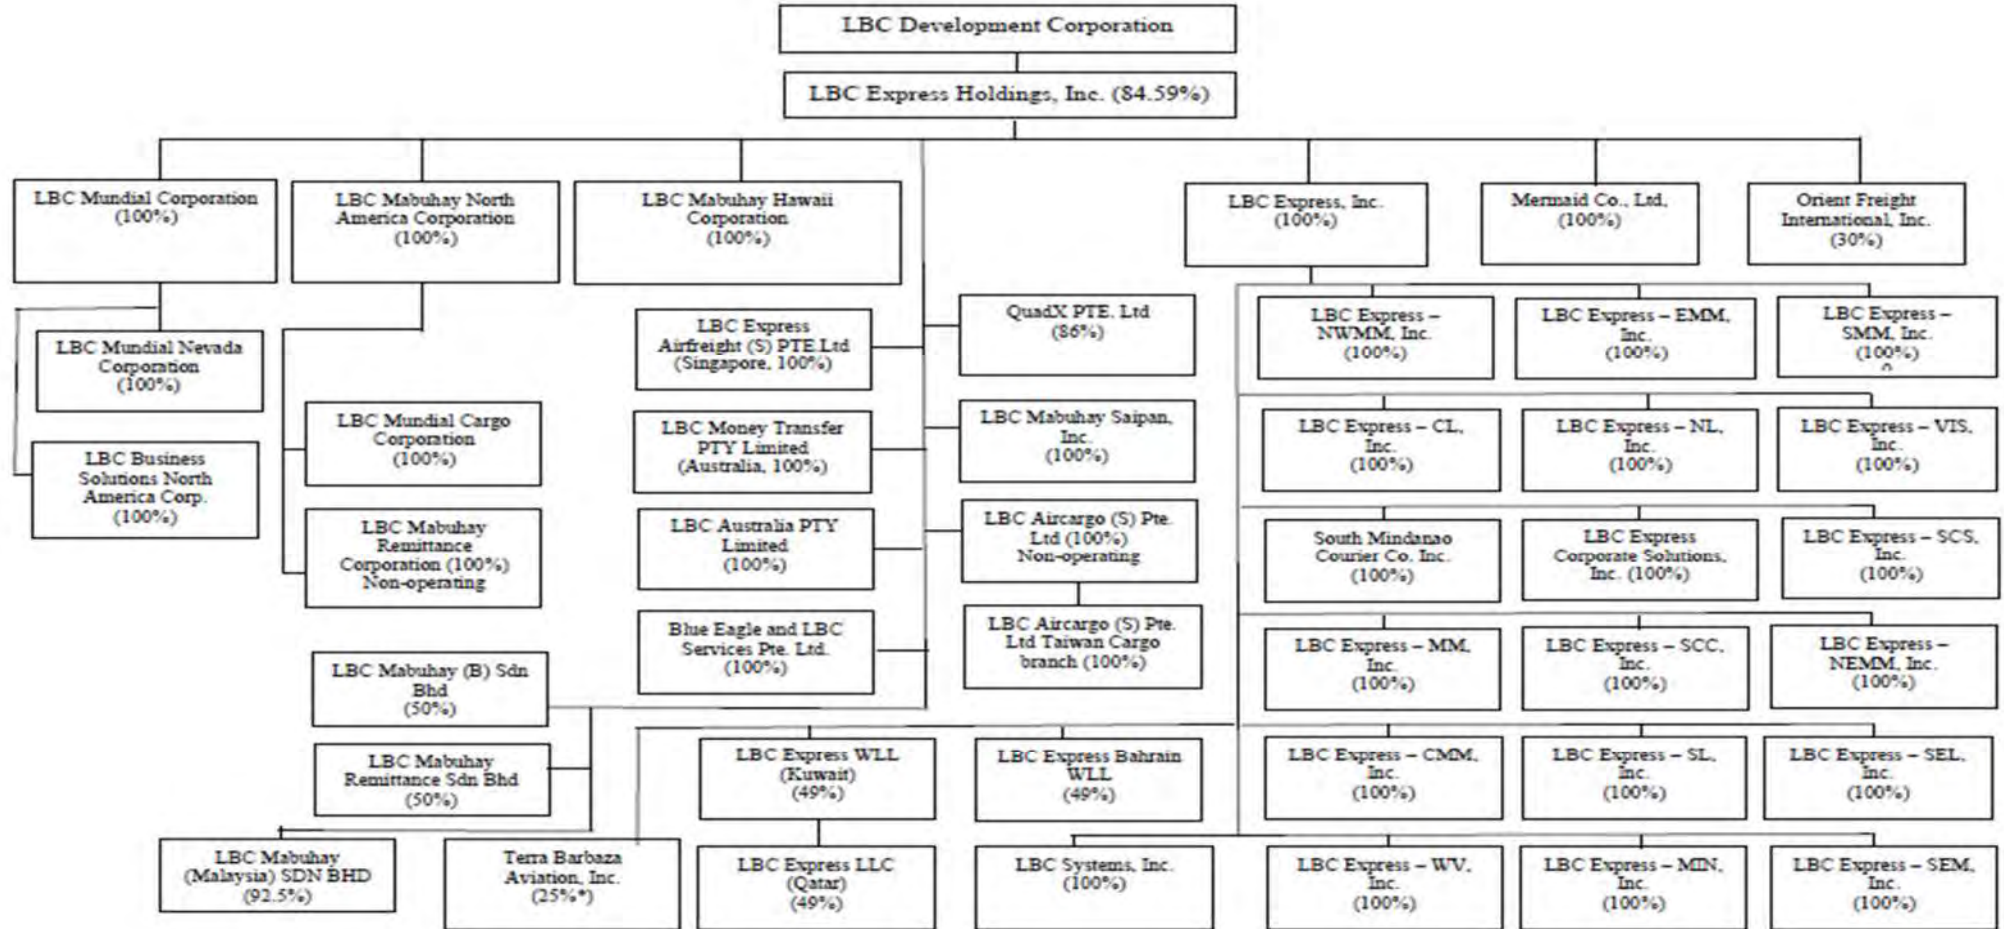 LBC Development Corporation
LBC Express Holdings, Inc. (84.59%)
LBC Mundial Corporation
(100%)
LBC Mabuhay North
America Corporation
(100%)
LBC Mabuhay Hawaii
Corporation
(100%)
LBC Express, Inc.
(100%)
Mermaid Co., Ltd,
(100%)
Orient Freight
International, Inc.
(30%)
LBC Mundial Nevada
Corporation
(100%)
LBC Business
Solutions North
America Corp.
(100%)
LBC Mundial Cargo
Corporation
(100%)
LBC Mabuhay
Remittance
Corporation (100%)
Non-operating
LBC Express
Airfreight (S) PTE.Ltd
(Singapore, 100%)
LBC Money Transfer
PTY Limited
(Australia, 100%)
LBC Australia PTY
Limited
(100%)
Blue Eagle and LBC
Services Pte. Ltd.
(100%)
QuadX PTE. Ltd
(86%)
LBC Mabuhay Saipan,
Inc.
(100%)
LBC Aircargo (S) Pte.
Ltd (100%)
Non-operating
LBC Aircargo (S) Pte.
Ltd Taiwan Cargo
branch (100%)
LBC Mabuhay (B) Sdn
Bhd
(50%)
LBC Mabuhay
Remittance Sdn Bhd
(50%)
LBC Mabuhay
(Malaysia) SDN BHD
(92.5%)
Terra Barbaza
Aviation, Inc.
(25%*)
LBC Express WLL
(Kuwait)
(49%)
LBC Express LLC
(Qatar)
(49%)
LBC Express Bahrain
WLL
(49%)
LBC Systems, Inc.
(100%)
LBC Express –
NWMM, Inc.
(100%)
LBC Express – EMM,
Inc.
(100%)
LBC Express –
SMM, Inc.
(100%)
LBC Express – CL,
Inc.
(100%)
LBC Express – NL,
Inc.
(100%)
LBC Express – VIS,
Inc.
(100%)
South Mindanao
Courier Co. Inc.
(100%)
LBC Express
Corporate Solutions,
Inc. (100%)
LBC Express – SCS,
Inc.
(100%)
LBC Express – MM,
Inc.
(100%)
LBC Express – SCC,
Inc.
(100%)
LBC Express –
NEMM, Inc.
(100%)
LBC Express – CMM,
Inc.
(100%)
LBC Express – SL,
Inc.
(100%)
LBC Express – SEL,
Inc.
(100%)
LBC Express – WV,
Inc.
(100%)
LBC Express – MIN,
Inc.
(100%)
LBC Express – SEM,
Inc.
(100%)